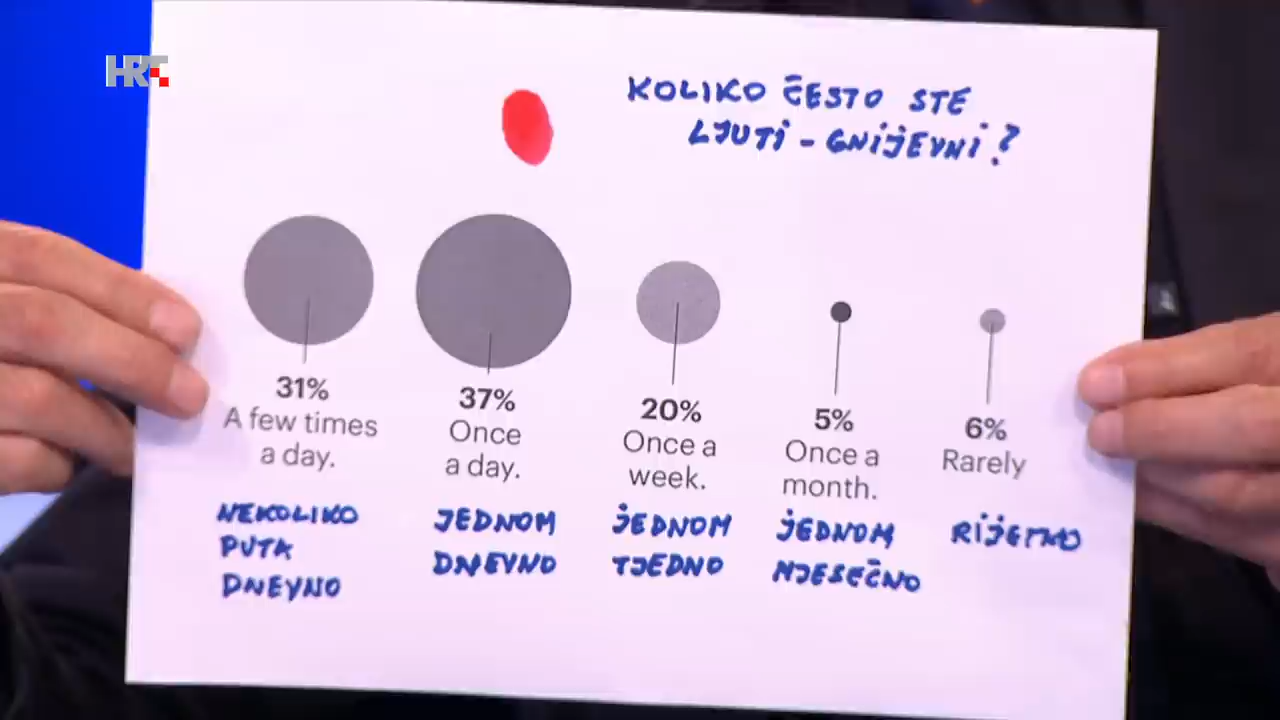 HRT
KOLIKO ČESTO STE
LJUTI - GNIJEVNI?
31%
A few times
a day.
37%
Once
a day.
20%
Once a
week.
5%
Once a
month.
6%
Rarely
NEKOLIKO
PUTA
DNEVNO
JEDNOM
DNEVNO
JEDNOM
TJEDNO
JEDNOM
MJESEČNO
RIJETKO